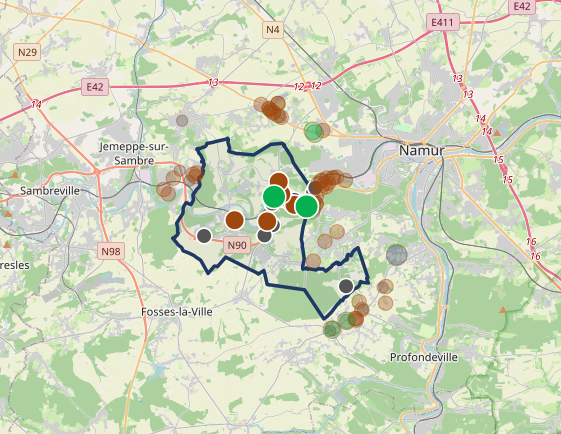 E42
E411
N29
N4
13
E42
13
12
12
13
14
14
15
Jemeppe-sur-
Sambre
Namur
15
Sambreville
N90
16
N98
16
resles
Fosses-la-Ville
Profondeville